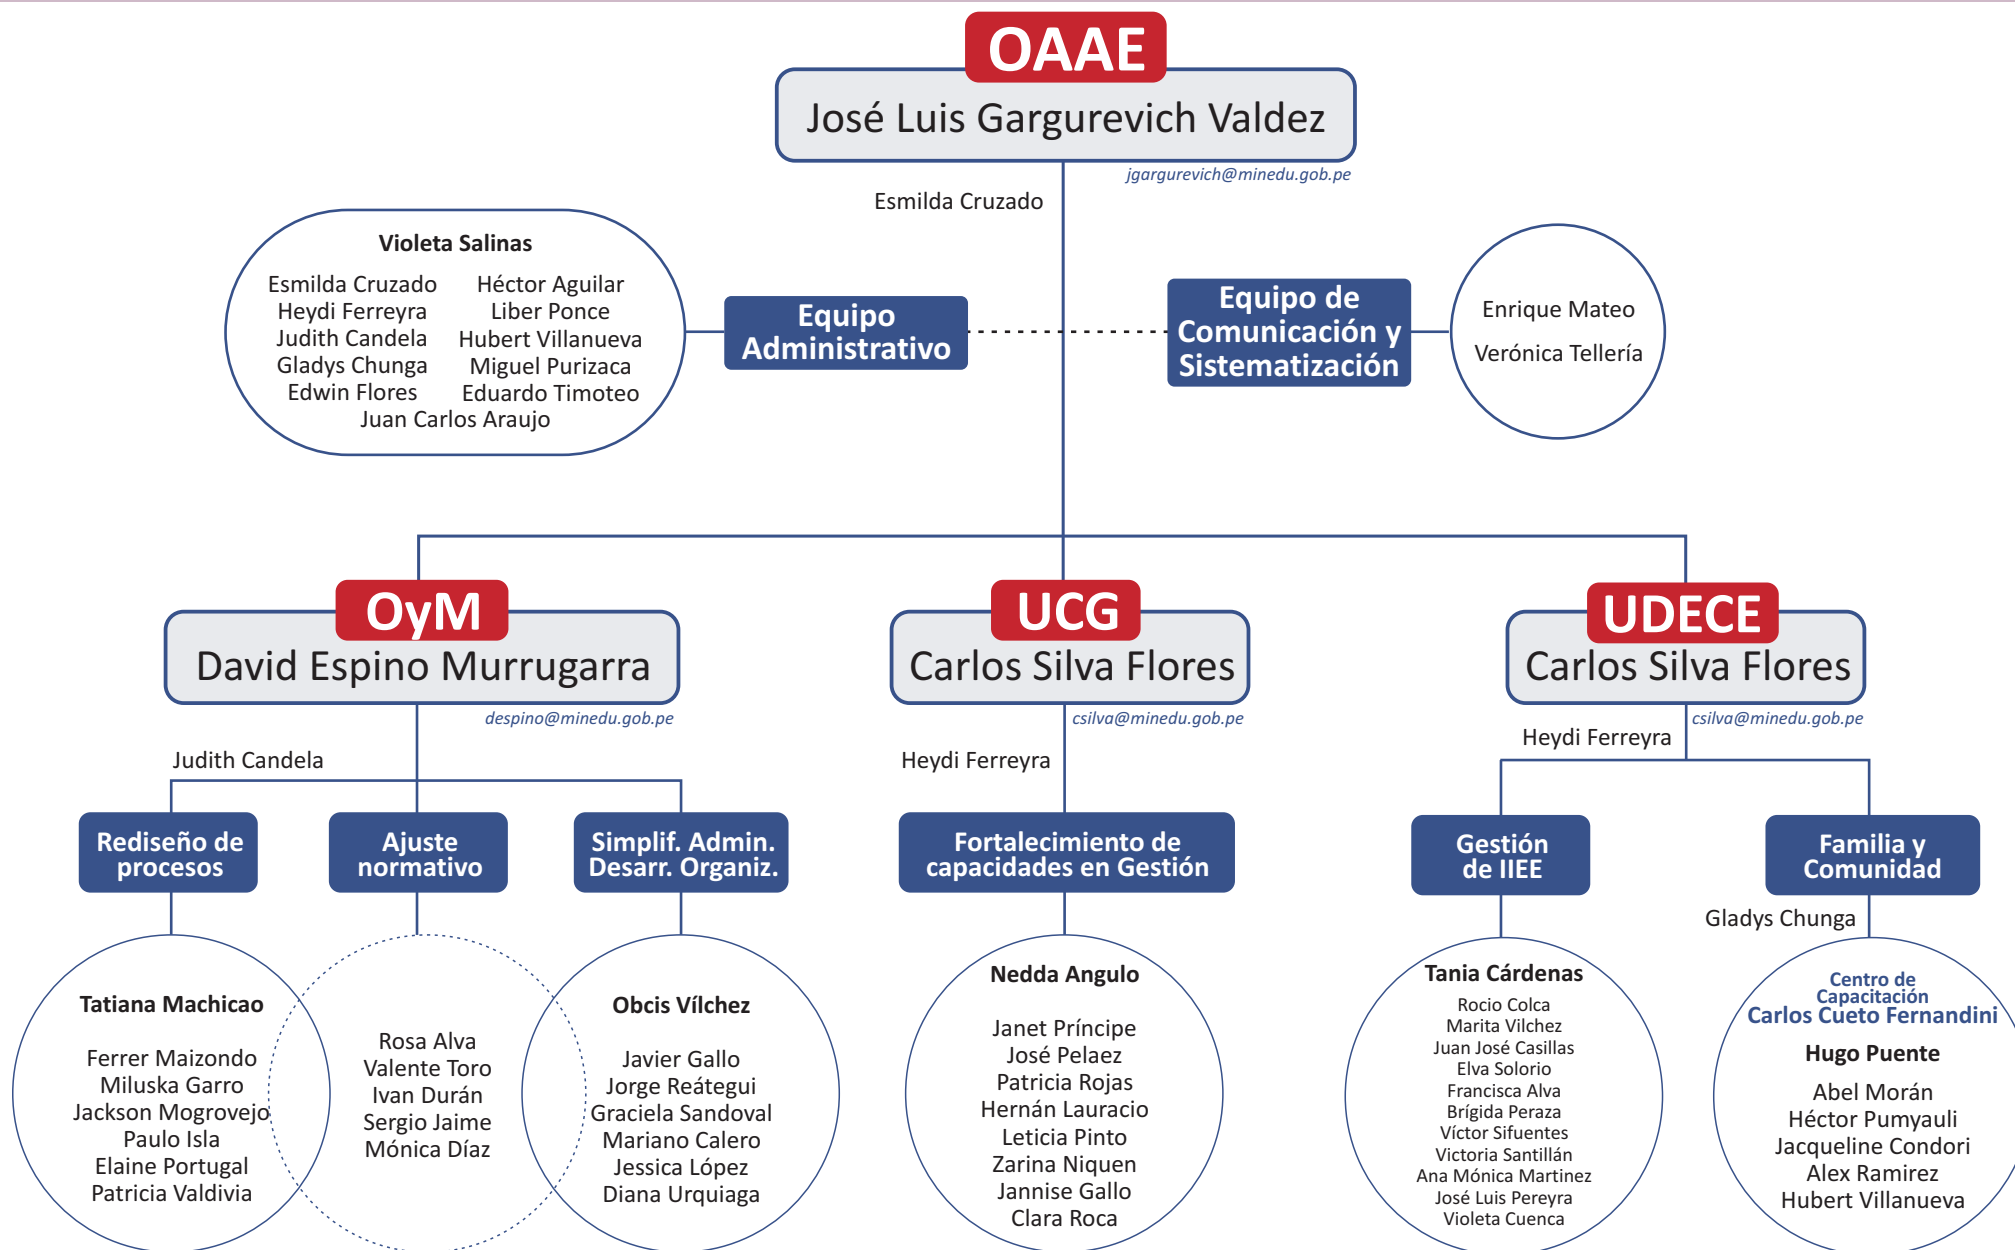 OAAE
José Luis Gargurevich Valdez
jgargurevich@minedu.gob.pe
Esmilda Cruzado
Violeta Salinas
Esmilda Cruzado
Heydi Ferreyra
Judith Candela
Gladys Chunga
Edwin Flores
Héctor Aguilar
Liber Ponce
Hubert Villanueva
Miguel Purizaca
Eduardo Timoteo
Juan Carlos Araujo
Equipo
Administrativo
Equipo de
Comunicación y
Sistematización
Enrique Mateo
Verónica Tellería
OyM
David Espino Murrugarra
despino@minedu.gob.pe
Judith Candela
Rediseño de
procesos
Tatiana Machicao
Ferrer Maizondo
Miluska Garro
Jackson Mogrovejo
Paulo Isla
Elaine Portugal
Patricia Valdivia
Ajuste
normativo
Rosa Alva
Valente Toro
Ivan Durán
Sergio Jaime
Mónica Díaz
Simplif. Admin.
Desarr. Organiz.
Obcis Vílchez
Javier Gallo
Jorge Reátegui
Graciela Sandoval
Mariano Calero
Jessica López
Diana Urquiaga
UCG
Carlos Silva Flores
csilva@minedu.gob.pe
Heydi Ferreyra
Fortalecimiento de
capacidades en Gestión
Nedda Angulo
Janet Príncipe
José Pelaez
Patricia Rojas
Hernán Lauracio
Leticia Pinto
Zarina Niquen
Jannise Gallo
Clara Roca
UDECE
Carlos Silva Flores
csilva@minedu.gob.pe
Heydi Ferreyra
Gestión
de IIEE
Tania Cárdenas
Rocio Colca
Marita Vilchez
Juan José Casillas
Elva Solorio
Francisca Alva
Brígida Peraza
Víctor Sifuentes
Victoria Santillán
Ana Mónica Martinez
José Luis Pereyra
Violeta Cuenca
Familia y
Comunidad
Gladys Chunga
Centro de
Capacitación
Carlos Cueto Fernandini
Hugo Puente
Abel Morán
Héctor Pumyauli
Jacqueline Condori
Alex Ramirez
Hubert Villanueva